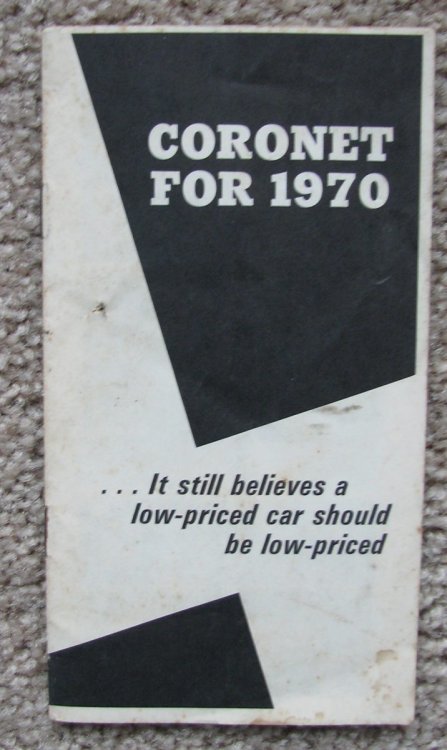 CORONET
FOR 1970
. . . It still believes a
low-priced car should
be low-priced